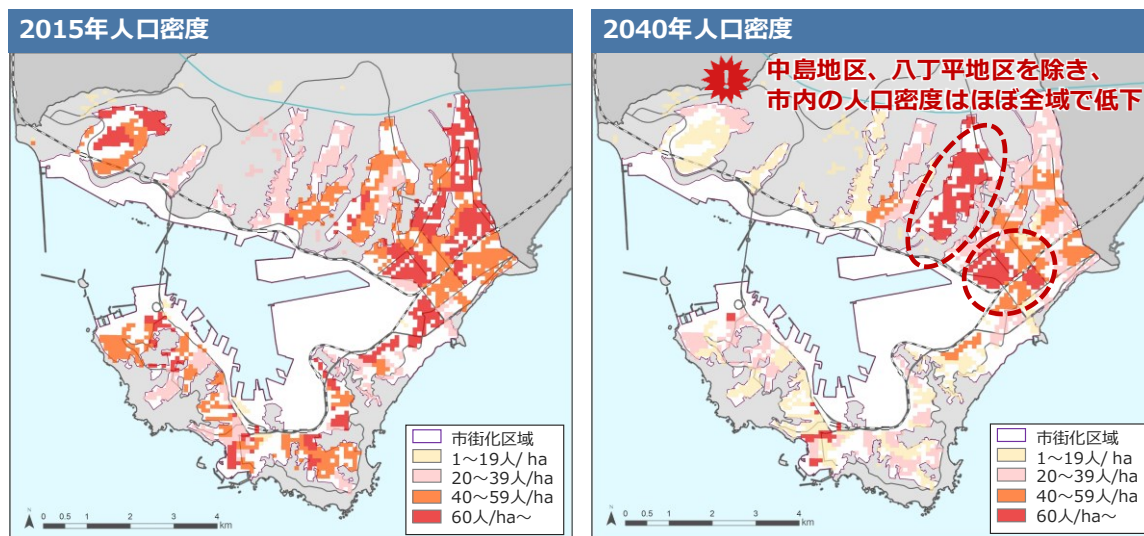 2015年人口密度
市街化区域
1～19人/ ha
20～39人/ha
40～59人/ha
60人/ha～
N
0 0.5 1 2 3 4
km
2040年人口密度
!
中島地区、八丁平地区を除き、
市内の人口密度はほぼ全域で低下
市街化区域
1～19人/ ha
20～39人/ha
40～59人/ha
60人/ha～
N
0 0.5 1 2 3 4
km